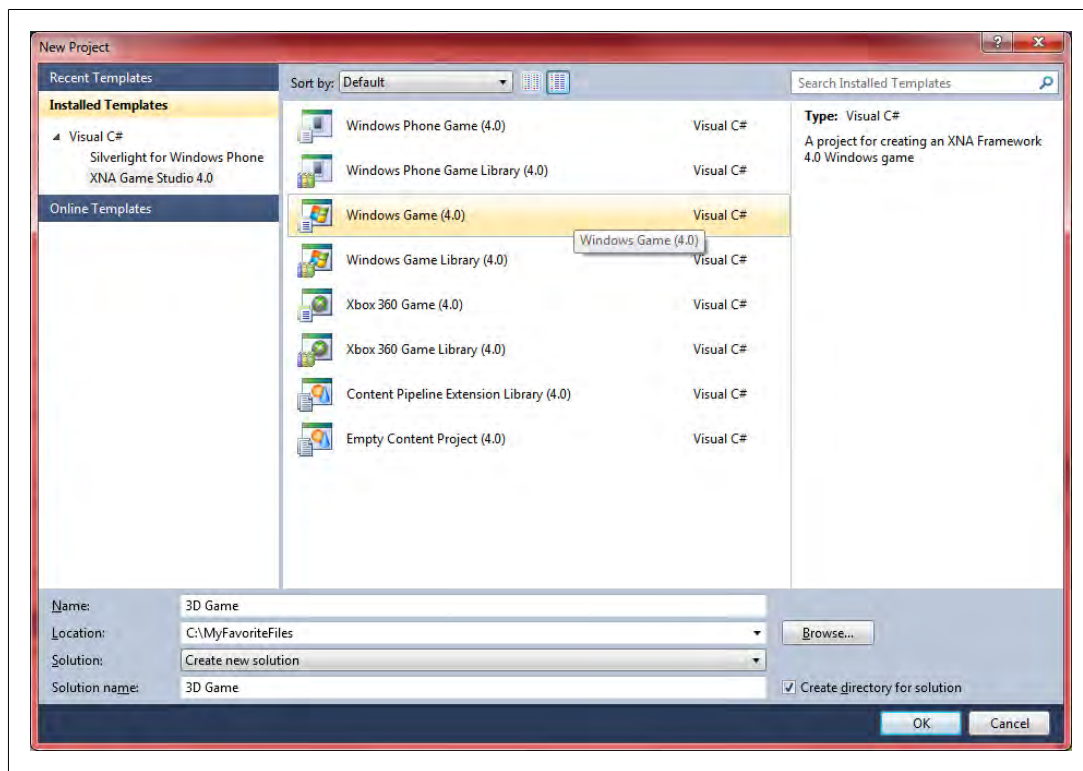 New Project
Recent Templates
Installed Templates
Visual C#
Silverlight for Windows Phone
XNA Game Studio 4.0
Online Templates
Sort by: Default
Windows Phone Game (4.0) Visual C#
Windows Phone Game Library (4.0) Visual C#
Windows Game (4.0) Visual C#
Windows Game (4.0)
Windows Game Library (4.0) Visual C#
Xbox 360 Game (4.0) Visual C#
Xbox 360 Game Library (4.0) Visual C#
Content Pipeline Extension Library (4.0) Visual C#
Empty Content Project (4.0) Visual C#
Search Installed Templates
Type: Visual C#
A project for creating an XNA Framework
4.0 Windows game
Name: 3D Game
Location: C:\MyFavoriteFiles
Browse...
Solution: Create new solution
Solution name: 3D Game
Create directory for solution
OK Cancel